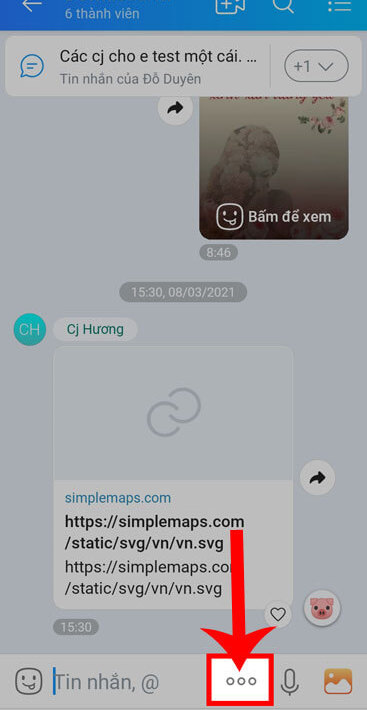 6 thành viên
Các cj cho e test một cái. ...
Tin nhắn của Đỗ Duyên
+1
Bấm để xem
8:46
15:30, 08/03/2021
CH
Cj Hương
simplemaps.com
https://simplemaps.com
/static/svg/vn/vn.svg
https://simplemaps.co
/static/svg/vn/vn.svg
15:30
Tin nhắn, @